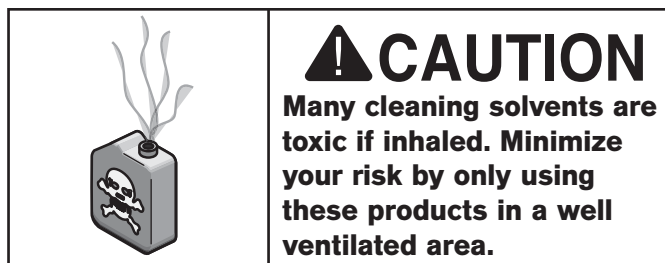 CAUTION
Many cleaning solvents are
toxic if inhaled. Minimize
your risk by only using
these products in a well
ventilated area.